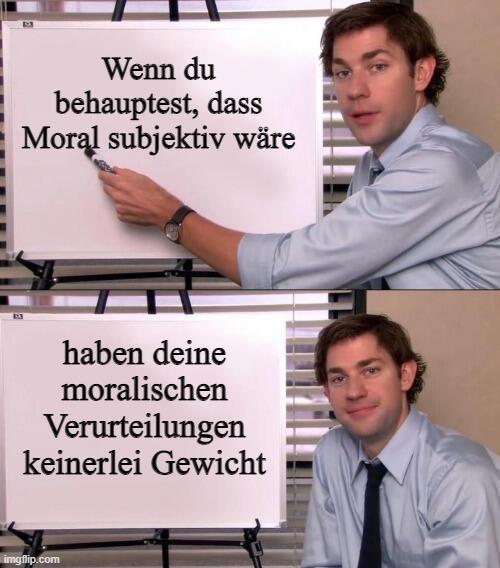 Wenn du
behauptest, dass
Moral subjektiv wäre
haben deine
moralischen
Verurteilungen
keinerlei Gewicht
imgflip.com